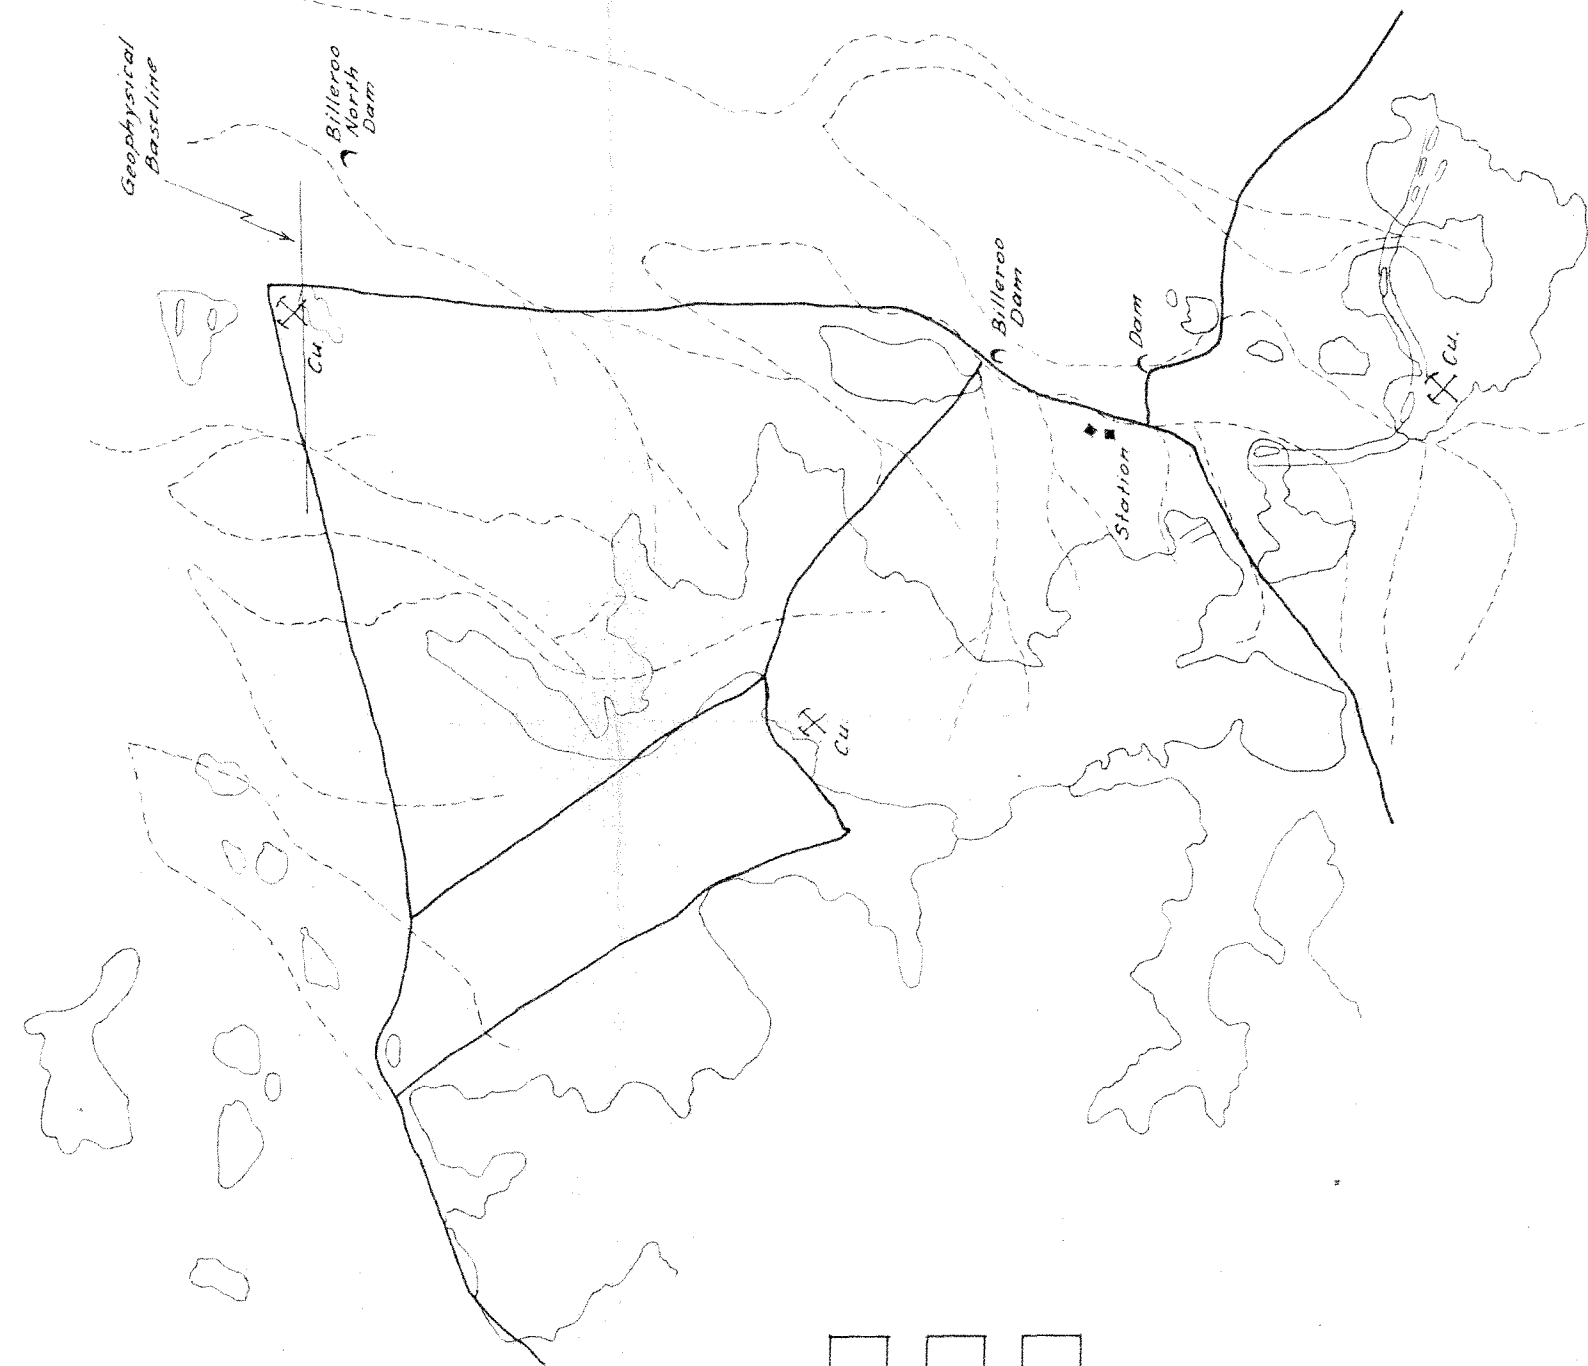 Geophysical
Baseline
Billeroo
North
Dam
Cu.
Billeroo
Dam
Dam
Cu.
Station
Cu.